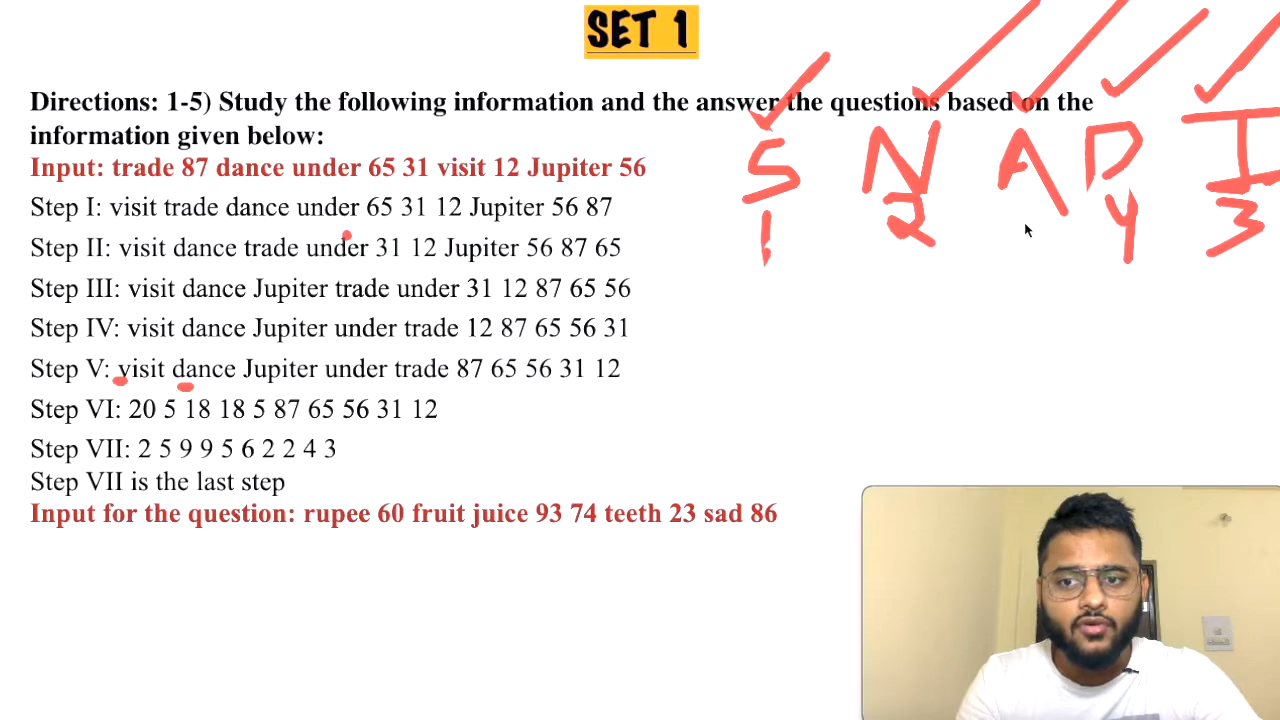 SET 1
Directions: 1-5) Study the following information and the answer the questions based on the
information given below:
Input: trade 87 dance under 65 31 visit 12 Jupiter 56
Step I: visit trade dance under 65 31 12 Jupiter 56 87
Step II: visit dance trade under 31 12 Jupiter 56 87 65
Step III: visit dance Jupiter trade under 31 12 87 65 56
Step IV: visit dance Jupiter under trade 12 87 65 56 31
Step V: visit dance Jupiter under trade 87 65 56 31 12
Step VI: 20 5 18 18 5 87 65 56 31 12
Step VII: 2 5 9 9 5 6 2 2 4 3
Step VII is the last step
Input for the question: rupee 60 fruit juice 93 74 teeth 23 sad 86
S N A D I
1 2 4 3